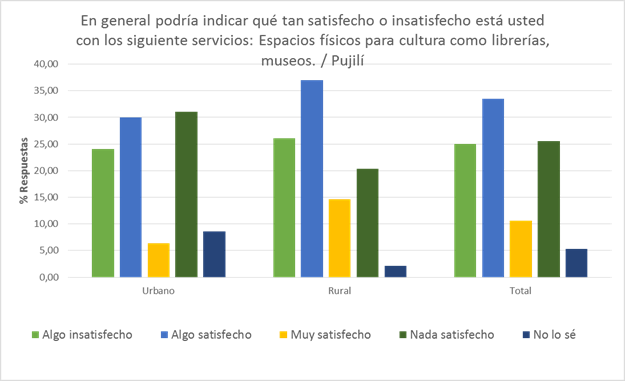 En general podría indicar qué tan satisfecho o insatisfecho está usted
con los siguiente servicios: Espacios físicos para cultura como librerías,
museos. / Pujilí
40,00
35,00
30,00
25,00
20,00
15,00
10,00
5,00
0,00
% Respuestas
Urbano Rural Total
Algo insatisfecho Algo satisfecho Muy satisfecho Nada satisfecho No lo sé